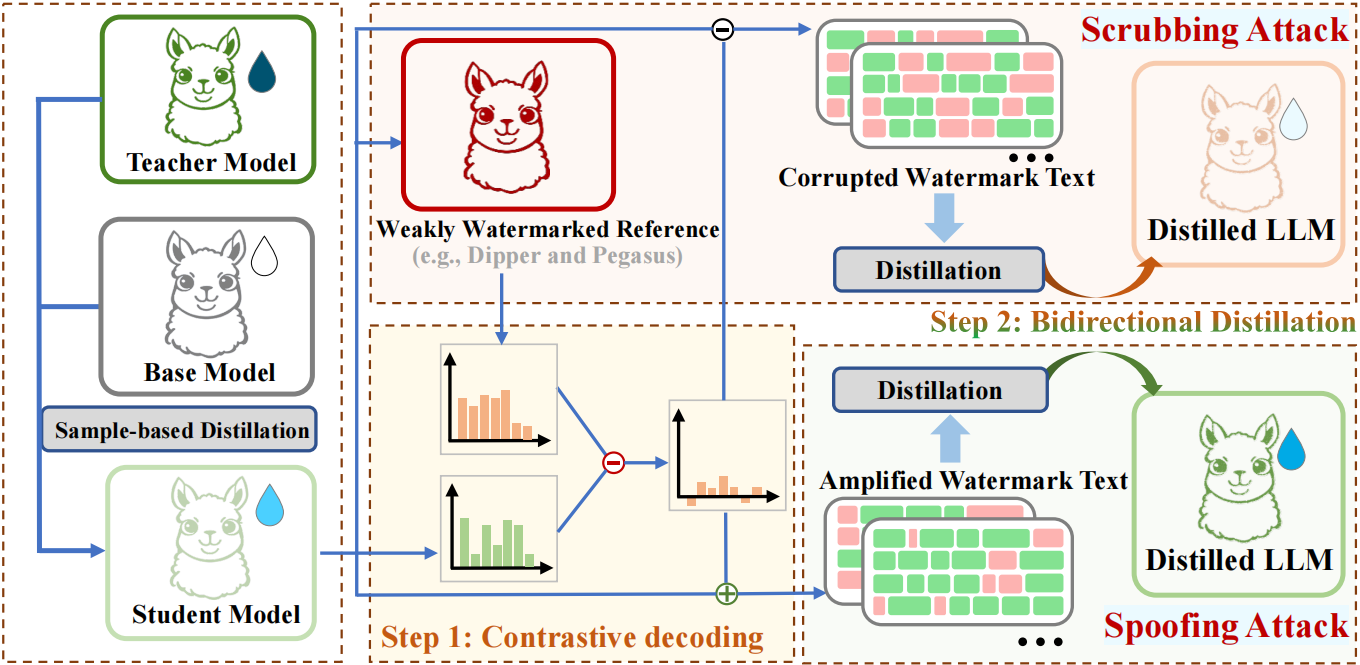 Teacher Model
Base Model
Sample-based Distillation
Student Model
Weakly Watermarked Reference
(e.g., Dipper and Pegasus)
Step 1: Contrastive decoding
Scrubbing Attack
Corrupted Watermark Text
Distillation
Distilled LLM
Step 2: Bidirectional Distillation
Distillation
Amplified Watermark Text
Distilled LLM
Spoofing Attack